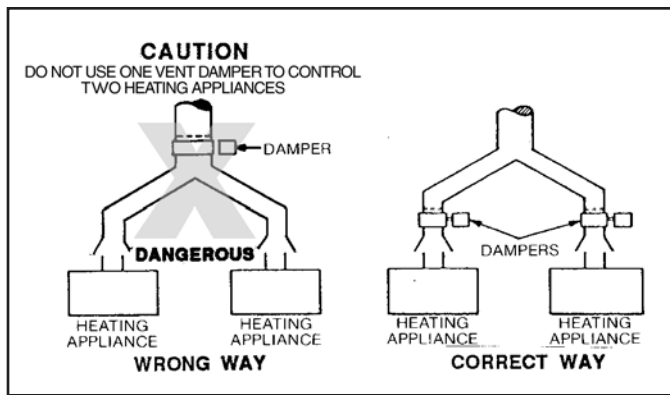 CAUTION
DO NOT USE ONE VENT DAMPER TO CONTROL
TWO HEATING APPLIANCES
DAMPER
DANGEROUS
HEATING
APPLIANCE
HEATING
APPLIANCE
WRONG WAY
DAMPERS
HEATING
APPLIANCE
HEATING
APPLIANCE
CORRECT WAY